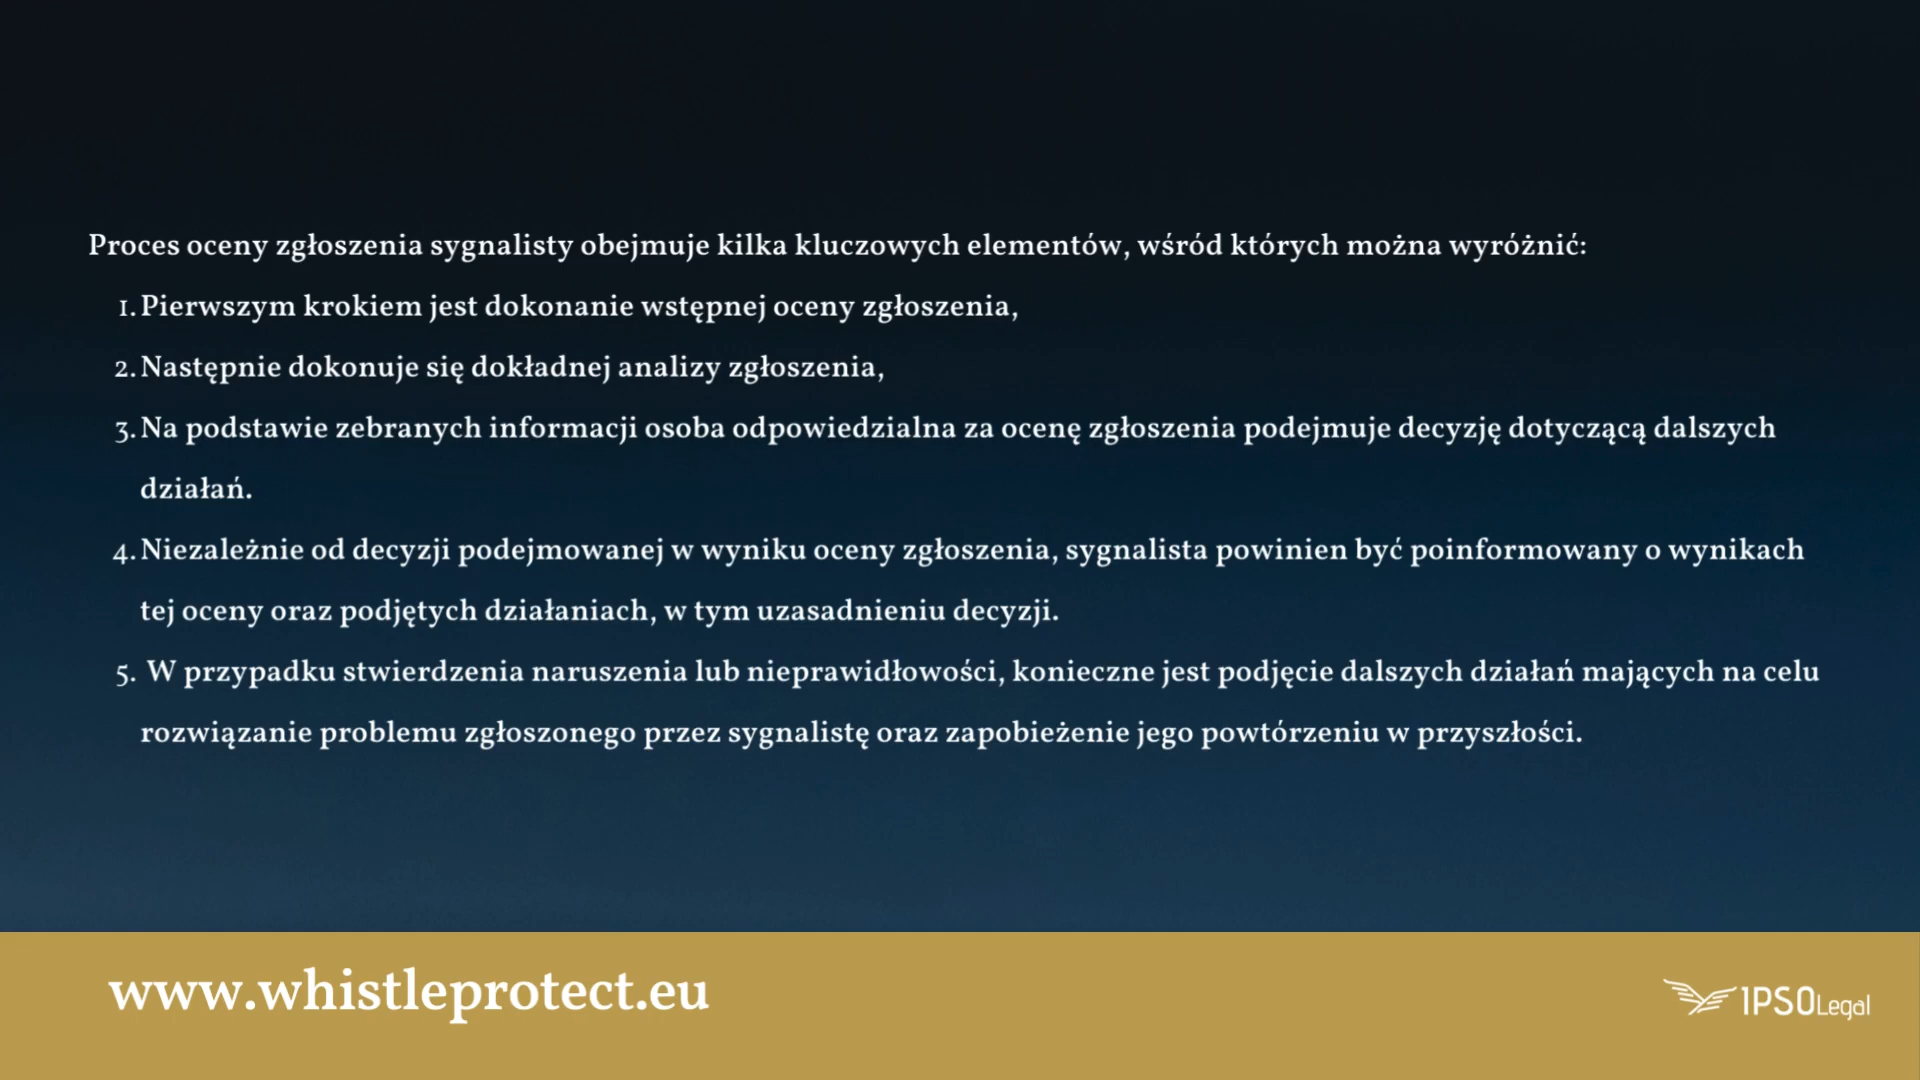 Proces oceny zgłoszenia sygnalisty obejmuje kilka kluczowych elementów, wśród których można wyróżnić:
1. Pierwszym krokiem jest dokonanie wstępnej oceny zgłoszenia,
2. Następnie dokonuje się dokładnej analizy zgłoszenia,
3. Na podstawie zebranych informacji osoba odpowiedzialna za ocenę zgłoszenia podejmuje decyzję dotyczącą dalszych
działań.
4. Niezależnie od decyzji podejmowanej w wyniku oceny zgłoszenia, sygnalista powinien być poinformowany o wynikach
tej oceny oraz podjętych działaniach, w tym uzasadnieniu decyzji.
5. W przypadku stwierdzenia naruszenia lub nieprawidłowości, konieczne jest podjęcie dalszych działań mających na celu
rozwiązanie problemu zgłoszonego przez sygnalistę oraz zapobieżenie jego powtórzeniu w przyszłości.
www.whistleprotect.eu
IPSO Legal